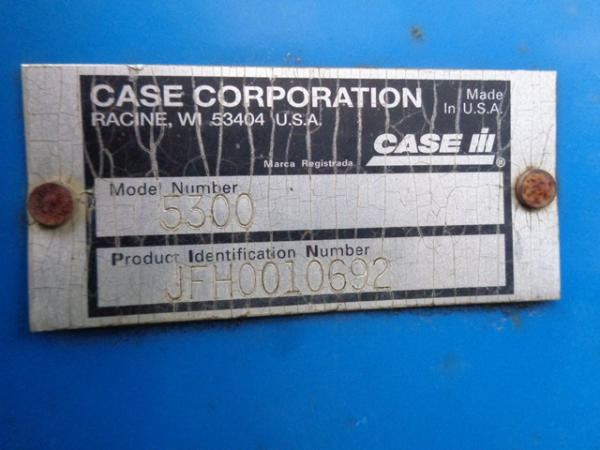 CASE CORPORATION
RACINE, WI 53404 U.S.A.
Made
In U.S.A.
CASE IH
®
Marca Registrada
Model Number
5300
Product Identification Number
JFH0010692